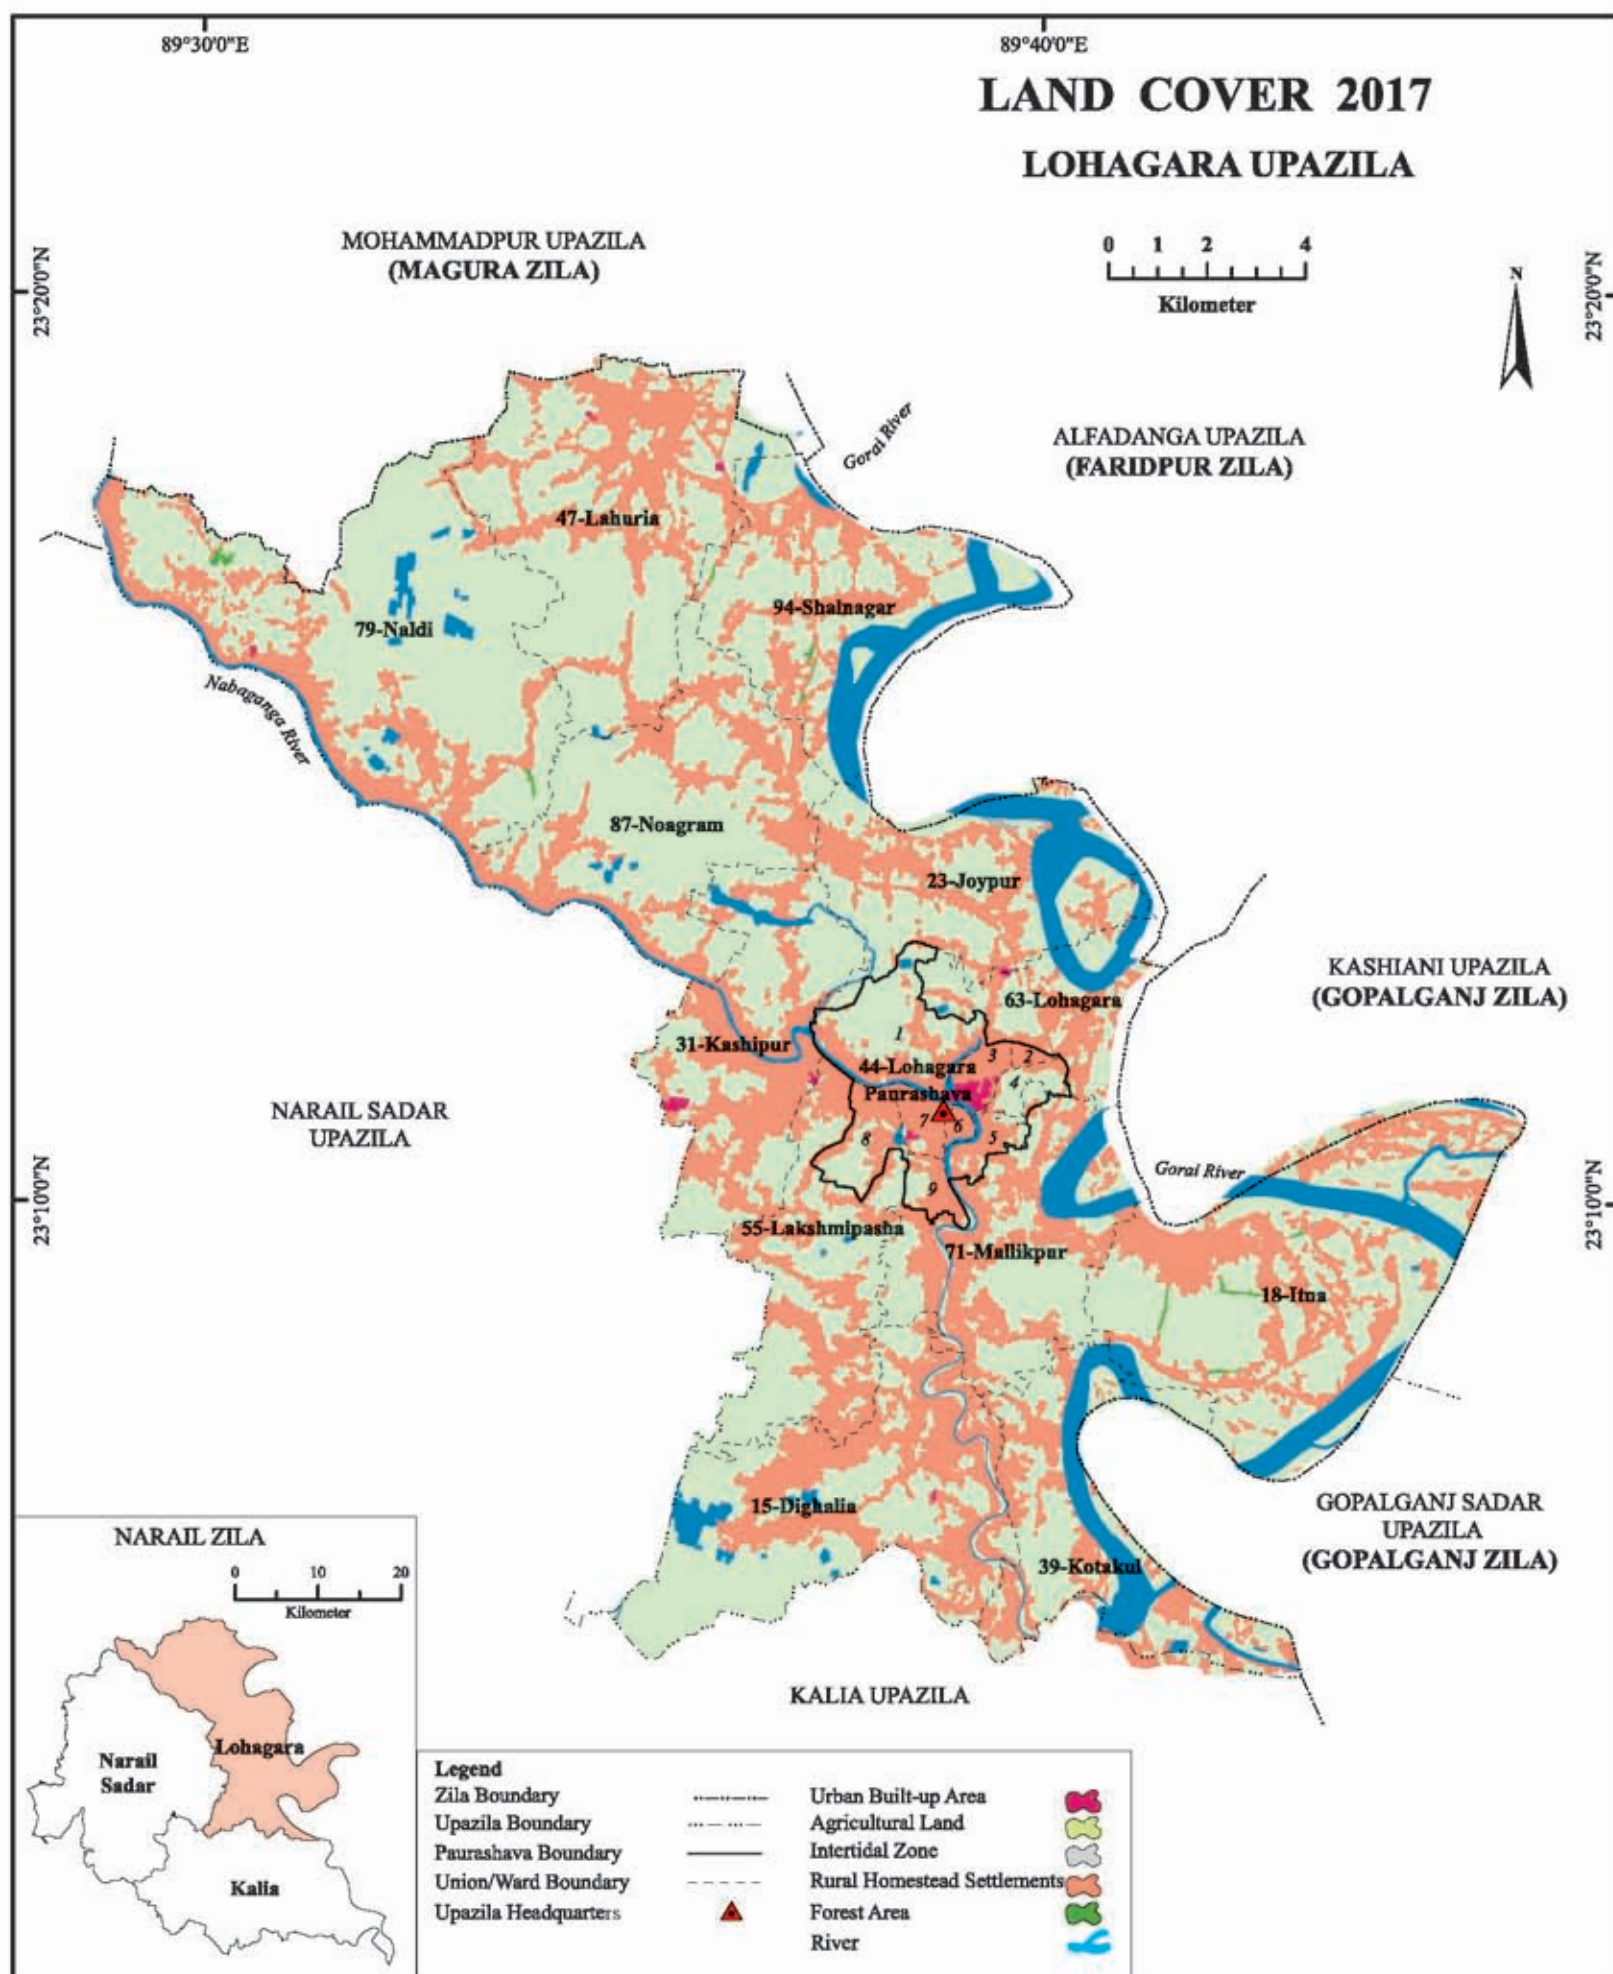 89°30'0"E
89°40'0"E
LAND COVER 2017
LOHAGARA UPAZILA
MOHAMMADPUR UPAZILA
(MAGURA ZILA)
0 1 2 4
Kilometer
N
23°20'0"N
23°20'0"N
Gorai River
ALFADANGA UPAZILA
(FARIDPUR ZILA)
47-Lahuria
94-Shalnagar
79-Naldi
Nabaganga River
87-Noagram
23-Joypur
KASHIANI UPAZILA
(GOPALGANJ ZILA)
63-Lohagara
31-Kashipur
1
44-Lohagara
Paurashava
3
2
4
7
6
5
8
9
NARAIL SADAR
UPAZILA
Gorai River
23°10'0"N
23°10'0"N
55-Lakshmipasha
71-Mallikpur
18-Itna
15-Dighalia
39-Kotakul
GOPALGANJ SADAR
UPAZILA
(GOPALGANJ ZILA)
KALIA UPAZILA
NARAIL ZILA
0 10 20
Kilometer
Lohagara
Narail
Sadar
Kalia
Legend
Zila Boundary
Upazila Boundary
Paurashava Boundary
Union/Ward Boundary
Upazila Headquarters
Urban Built-up Area
Agricultural Land
Intertidal Zone
Rural Homestead Settlements
Forest Area
River